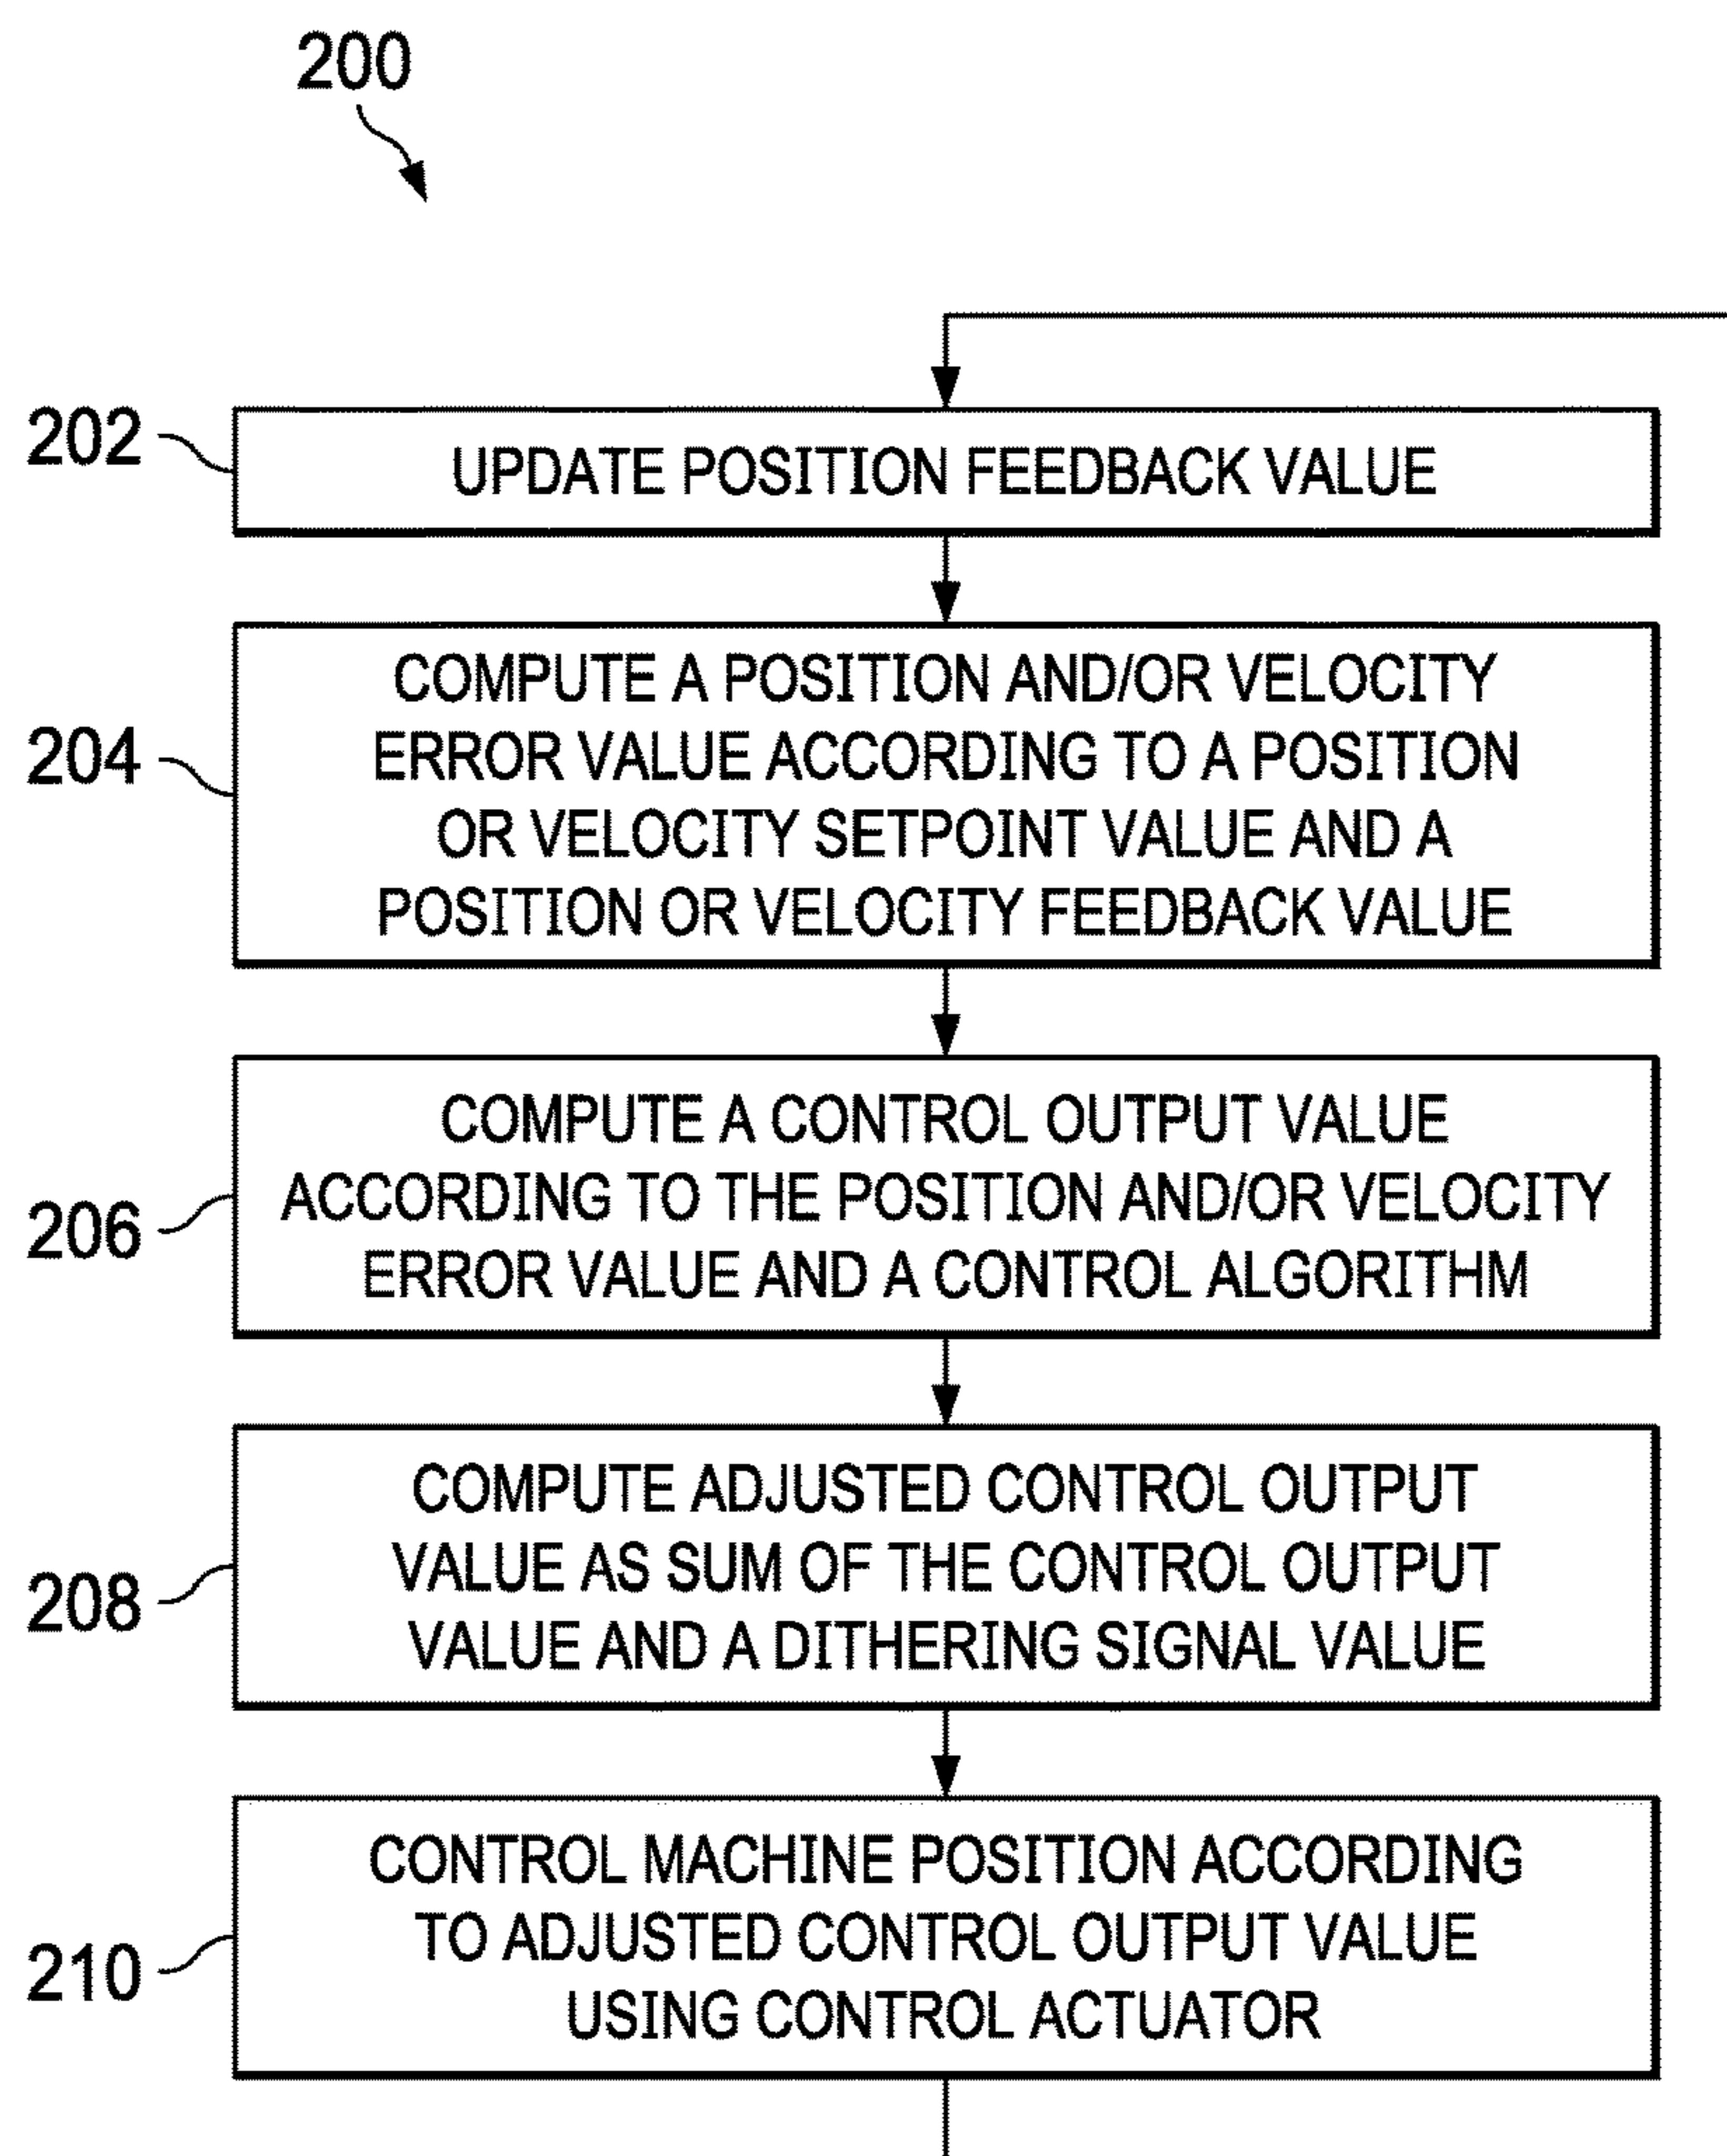 200
202
UPDATE POSITION FEEDBACK VALUE
204
COMPUTE A POSITION AND/OR VELOCITY
ERROR VALUE ACCORDING TO A POSITION
OR VELOCITY SETPOINT VALUE AND A
POSITION OR VELOCITY FEEDBACK VALUE
206
COMPUTE A CONTROL OUTPUT VALUE
ACCORDING TO THE POSITION AND/OR VELOCITY
ERROR VALUE AND A CONTROL ALGORITHM
208
COMPUTE ADJUSTED CONTROL OUTPUT
VALUE AS SUM OF THE CONTROL OUTPUT
VALUE AND A DITHERING SIGNAL VALUE
210
CONTROL MACHINE POSITION ACCORDING
TO ADJUSTED CONTROL OUTPUT VALUE
USING CONTROL ACTUATOR